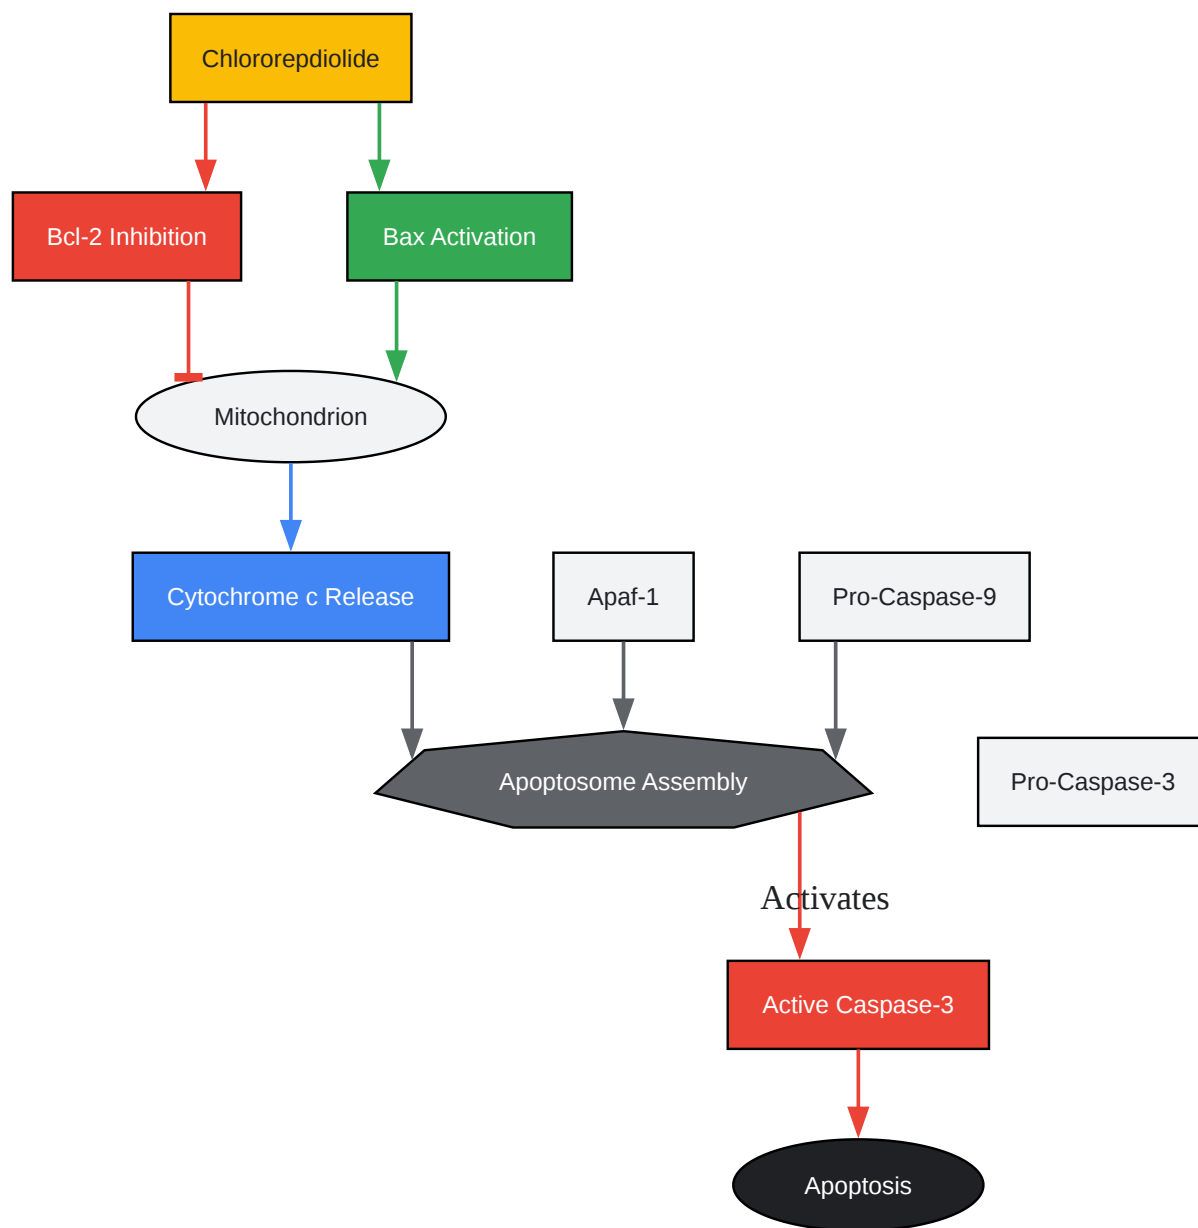 Chlororepdiolide
Bcl-2 Inhibition
Bax Activation
Mitochondrion
Cytochrome c Release
Apaf-1
Pro-Caspase-9
Apoptosome Assembly
Pro-Caspase-3
Activates
Active Caspase-3
Apoptosis